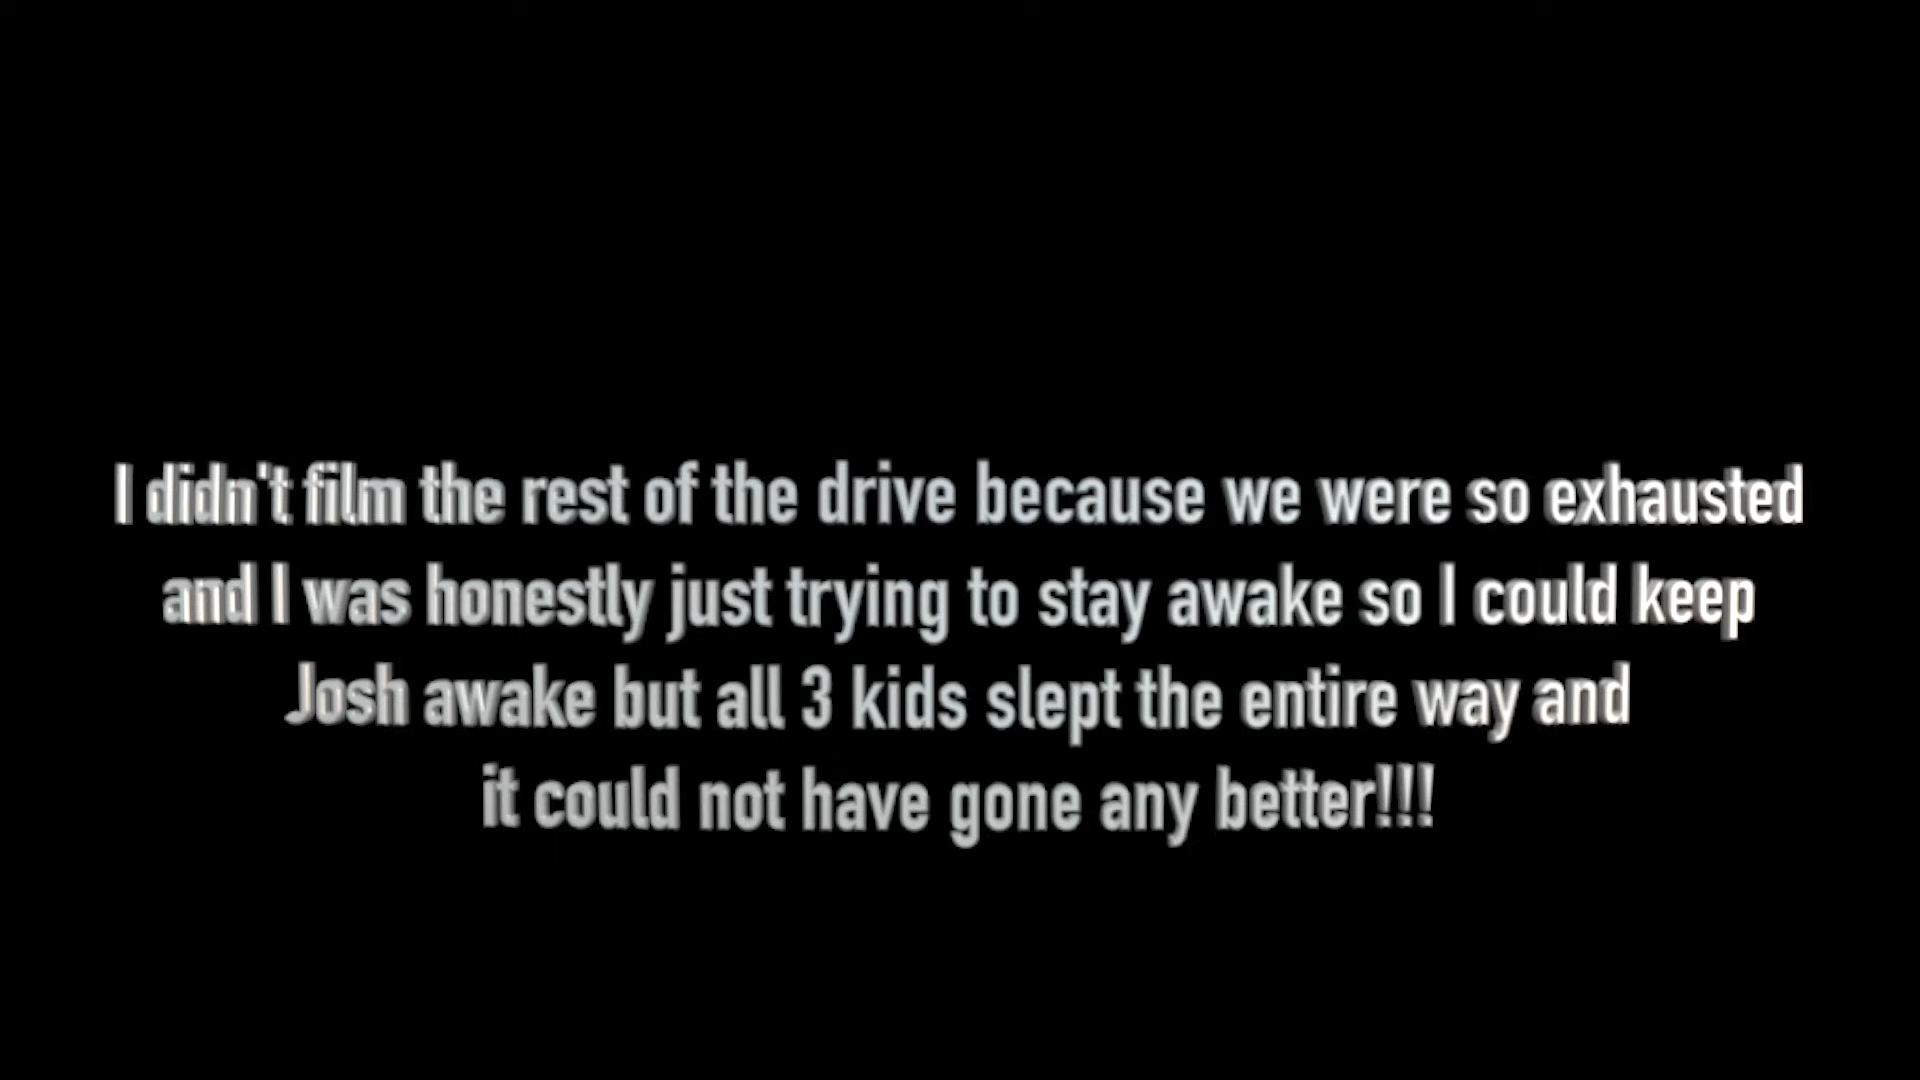 I didn't film the rest of the drive because we were so exhausted
and I was honestly just trying to stay awake so I could keep
Josh awake but all 3 kids slept the entire way and
it could not have gone any better!!!